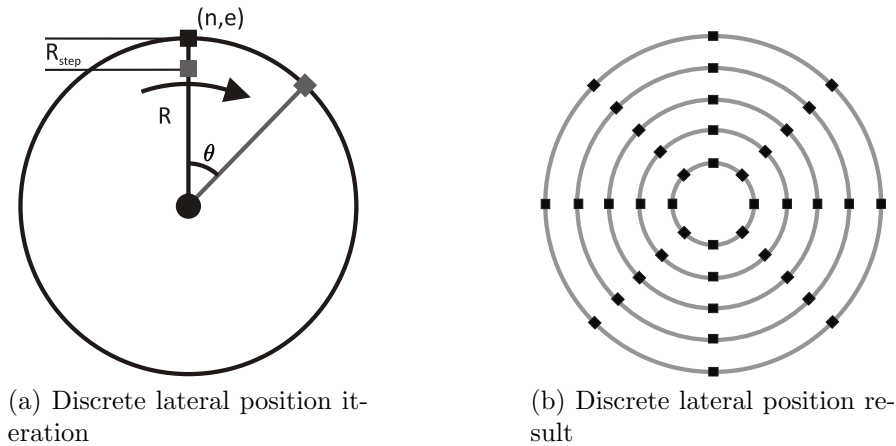 (n,e)
R_step
R
θ
(a) Discrete lateral position it-
eration
(b) Discrete lateral position re-
sult